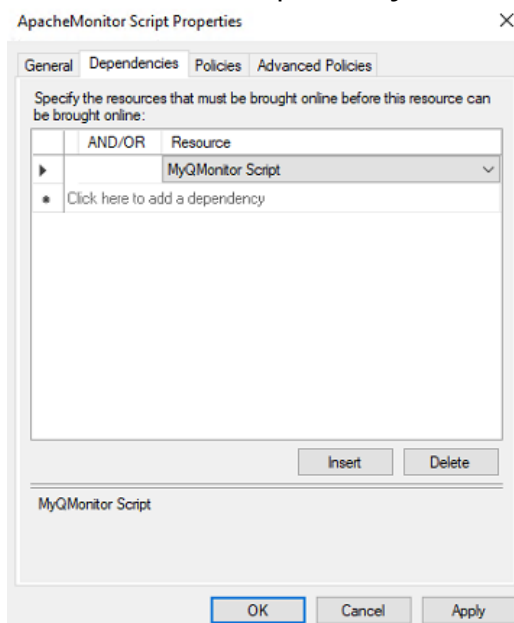 ApacheMonitor Script Properties
General Dependencies Policies Advanced Policies
Specify the resources that must be brought online before this resource can
be brought online:
AND/OR Resource
MyQMonitor Script
Click here to add a dependency
Insert Delete
MyQMonitor Script
OK Cancel Apply